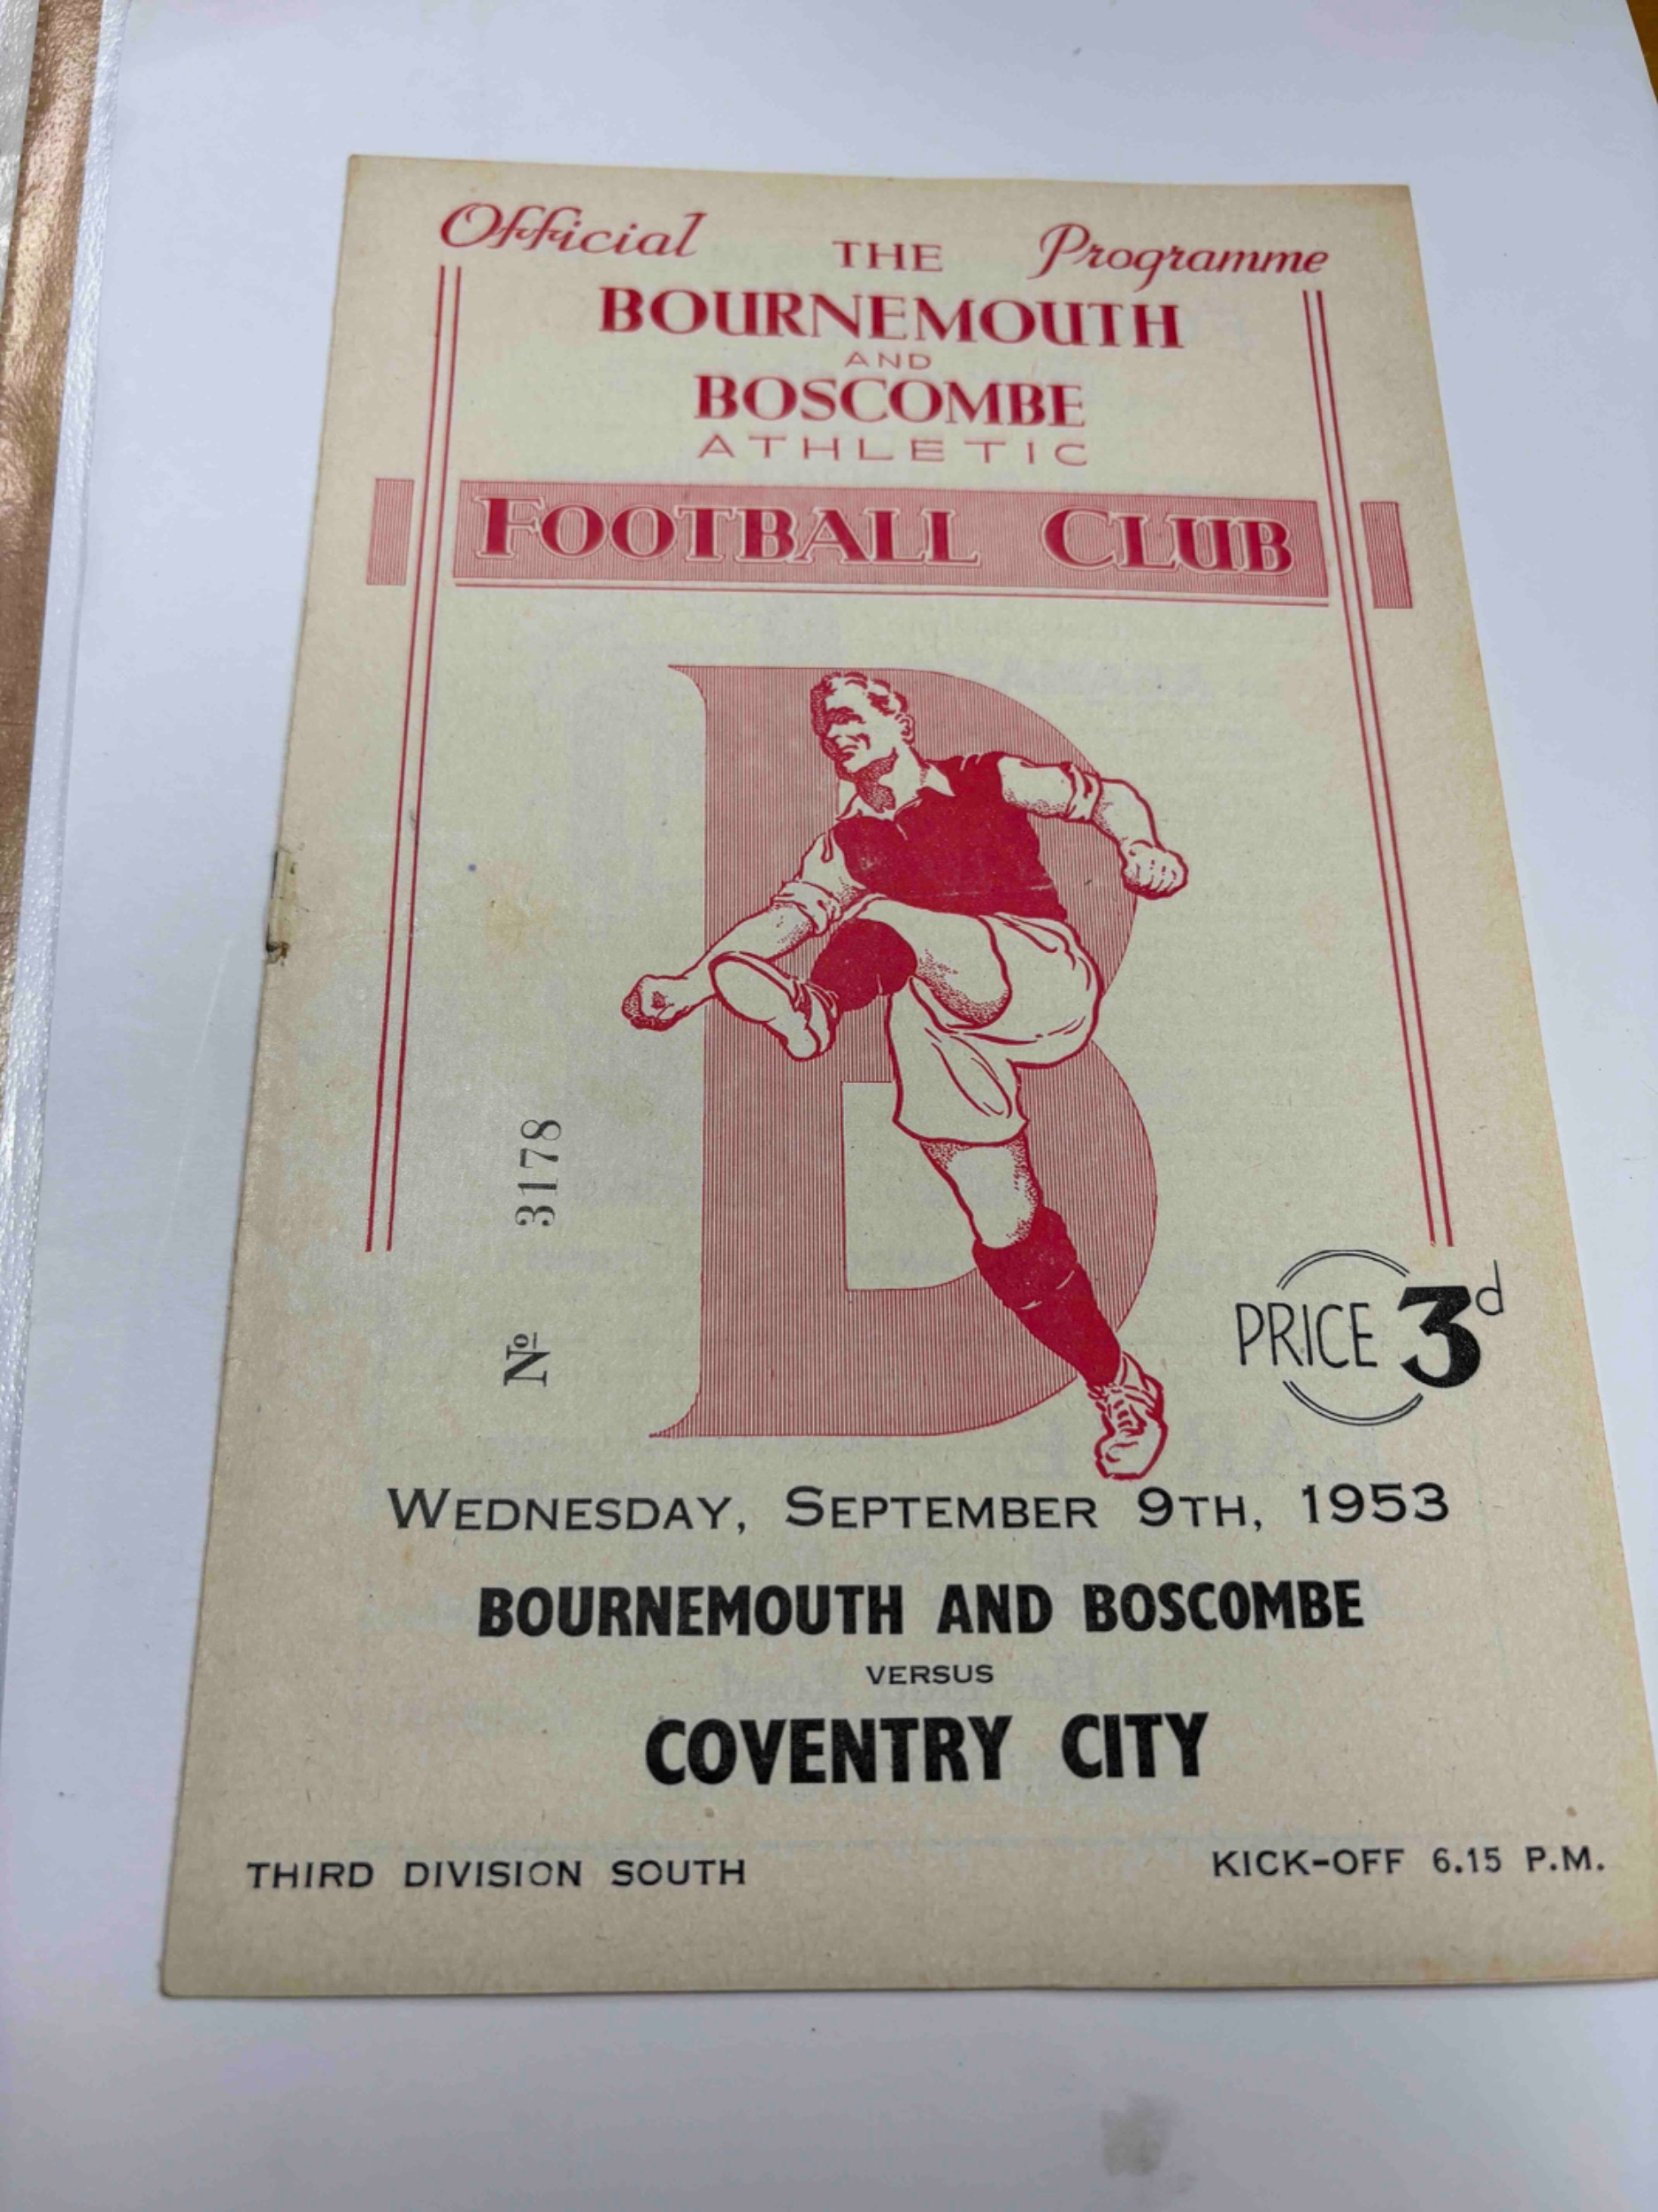 Official THE Programme
BOURNEMOUTH
AND
BOSCOMBE
ATHLETIC
FOOTBALL CLUB
Nº 3178
PRICE 3d
WEDNESDAY, SEPTEMBER 9TH, 1953
BOURNEMOUTH AND BOSCOMBE
VERSUS
COVENTRY CITY
THIRD DIVISION SOUTH KICK-OFF 6.15 P.M.